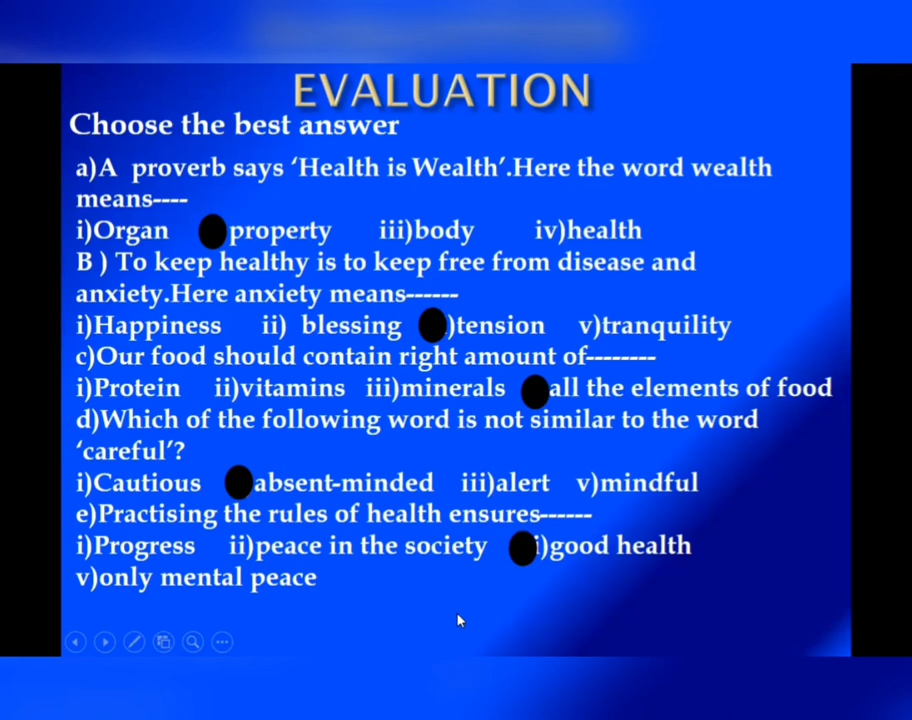 EVALUATION
Choose the best answer
a)A proverb says ‘Health is Wealth’.Here the word wealth
means----
i)Organ property iii)body iv)health
B ) To keep healthy is to keep free from disease and
anxiety.Here anxiety means------
i)Happiness ii) blessing )tension v)tranquility
c)Our food should contain right amount of--------
i)Protein ii)vitamins iii)minerals all the elements of food
d)Which of the following word is not similar to the word
‘careful’?
i)Cautious absent-minded iii)alert v)mindful
e)Practising the rules of health ensures------
i)Progress ii)peace in the society i)good health
v)only mental peace